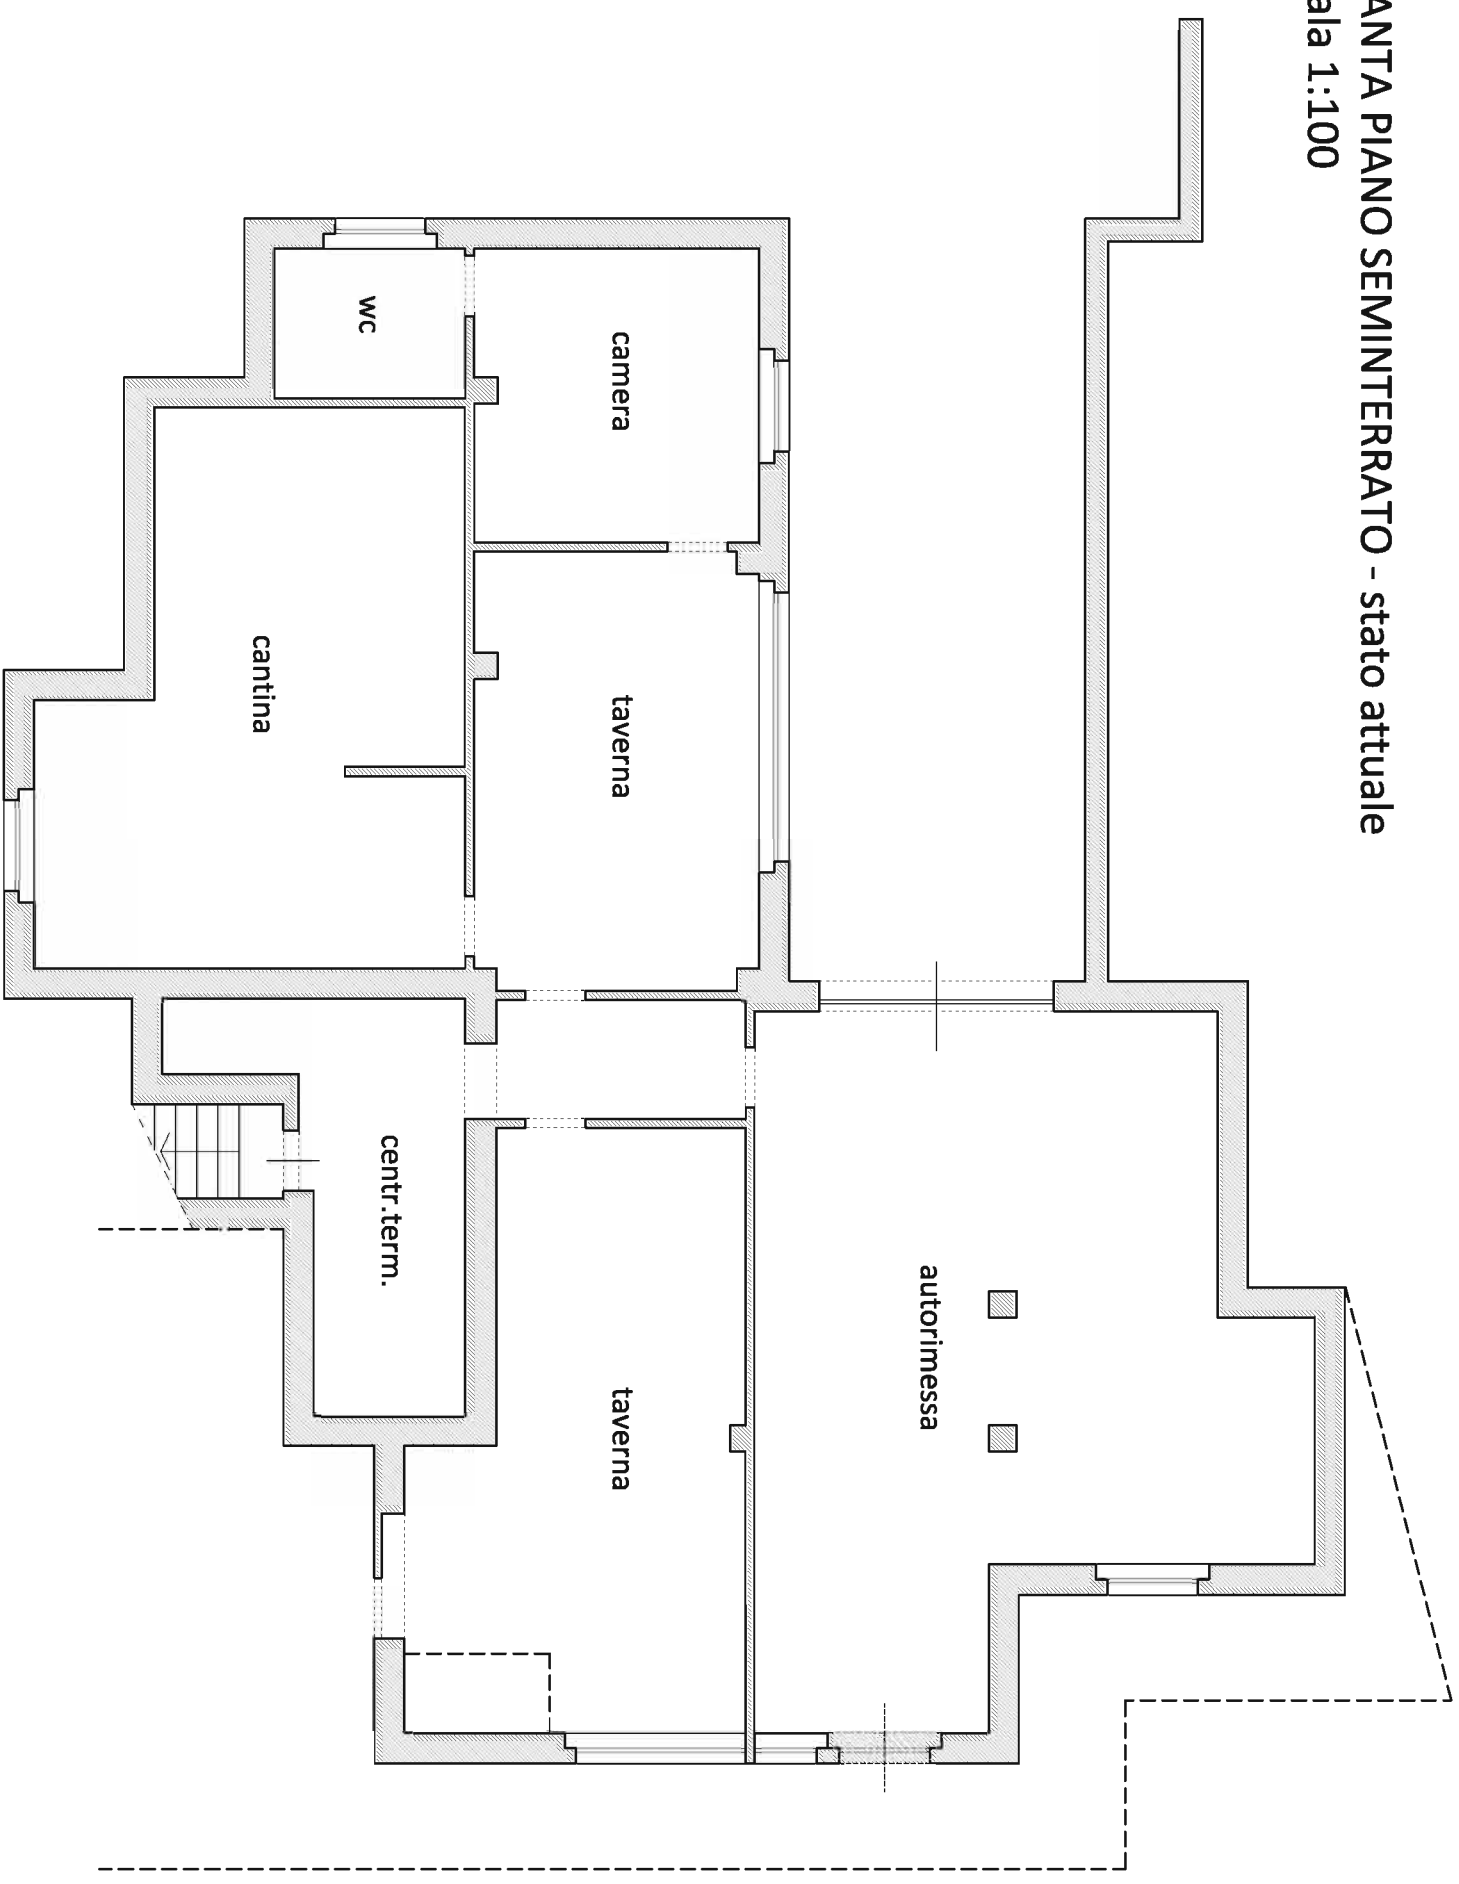 ANTA PIANO SEMINTERRATO - stato attuale
ala 1:100
autorimessa
camera
taverna
taverna
wc
centr.term.
cantina